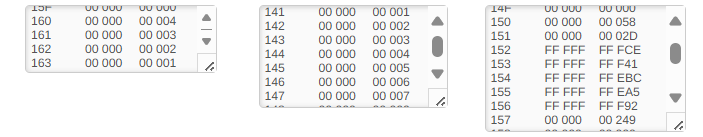 15F 00 000 00 000
160 00 000 00 004
161 00 000 00 003
162 00 000 00 002
163 00 000 00 001
141 00 000 00 001
142 00 000 00 002
143 00 000 00 003
144 00 000 00 004
145 00 000 00 005
146 00 000 00 006
147 00 000 00 007
14F 00 000 00 000
150 00 000 00 058
151 00 000 00 02D
152 FF FFF FF FCE
153 FF FFF FF F41
154 FF FFF FF EBC
155 FF FFF FF EA5
156 FF FFF FF F92
157 00 000 00 249